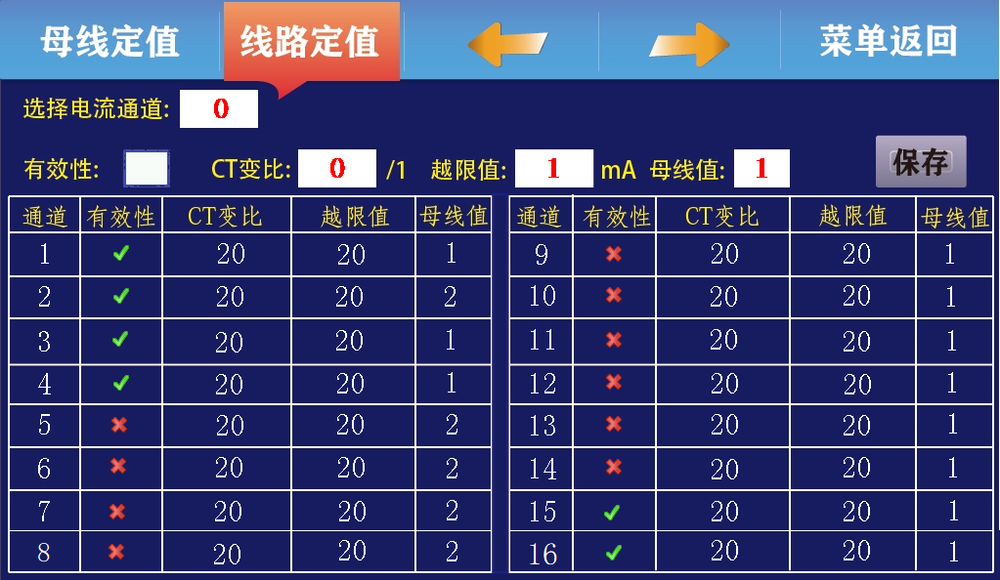 母线定值 线路定值 菜单返回
选择电流通道: 0
有效性: CT变比: 0 /1 越限值: 1 mA 母线值: 1 保存
通道 有效性 CT变比 越限值 母线值 通道 有效性 CT变比 越限值 母线值
1 20 20 1 9 20 20 1
2 20 20 2 10 20 20 1
3 20 20 1 11 20 20 1
4 20 20 1 12 20 20 1
5 20 20 2 13 20 20 1
6 20 20 2 14 20 20 1
7 20 20 2 15 20 20 1
8 20 20 2 16 20 20 1